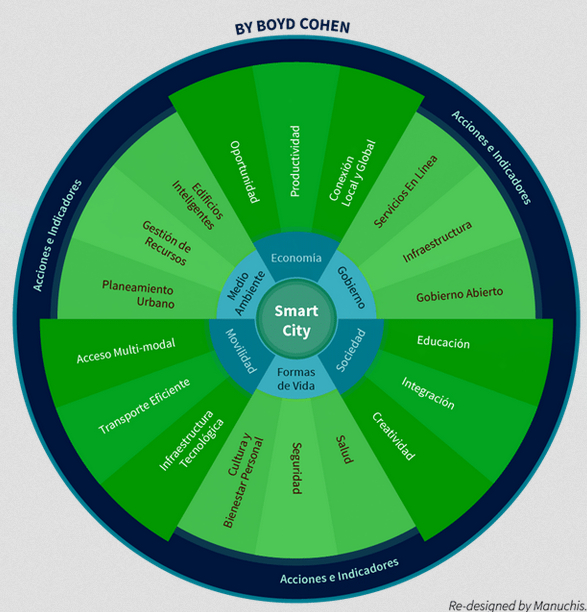 BY BOYD COHEN
Acciones e Indicadores
Acciones e Indicadores
Oportunidad
Productividad
Conexión
Local y Global
Edificios
Inteligentes
Gestión de
Recursos
Planeamiento
Urbano
Servicios En Línea
Infraestructura
Gobierno Abierto
Economia
Medio
Ambiente
Gobierno
Smart
City
Movilidad
Sociedad
Formas
de Vida
Acceso Multi-modal
Transporte Eficiente
Infraestructura
Tecnológica
Educación
Integración
Creatividad
Cultura y
Bienestar Personal
Seguridad
Salud
Acciones e Indicadores
Re-designed by Manuchis